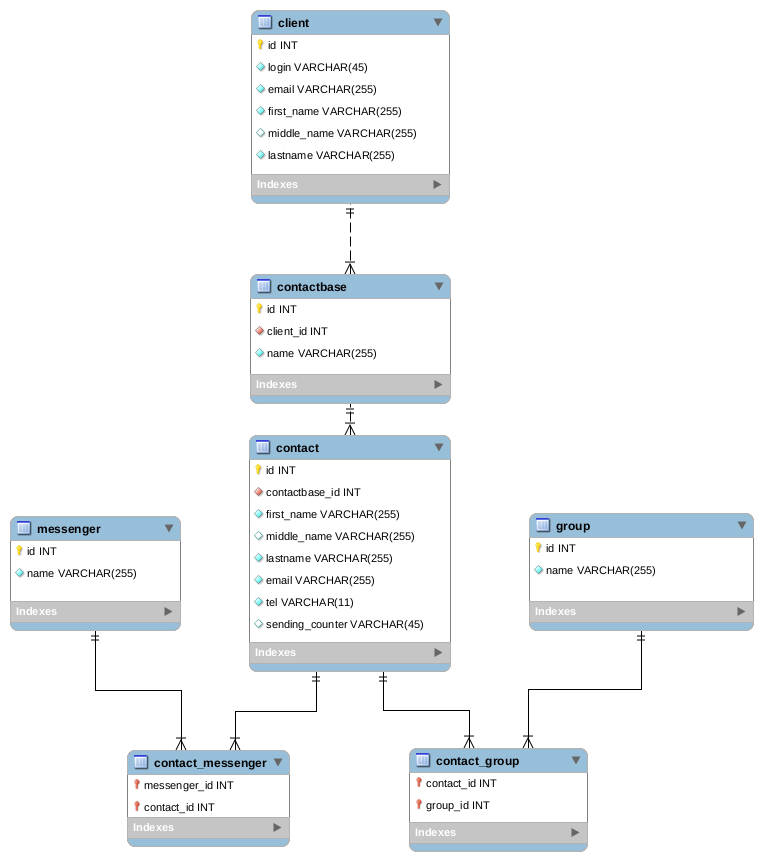 client
id INT
login VARCHAR(45)
email VARCHAR(255)
first_name VARCHAR(255)
middle_name VARCHAR(255)
lastname VARCHAR(255)
Indexes
contactbase
id INT
client_id INT
name VARCHAR(255)
Indexes
contact
id INT
contactbase_id INT
first_name VARCHAR(255)
middle_name VARCHAR(255)
lastname VARCHAR(255)
email VARCHAR(255)
tel VARCHAR(11)
sending_counter VARCHAR(45)
Indexes
messenger
id INT
name VARCHAR(255)
Indexes
group
id INT
name VARCHAR(255)
Indexes
contact_messenger
messenger_id INT
contact_id INT
Indexes
contact_group
contact_id INT
group_id INT
Indexes